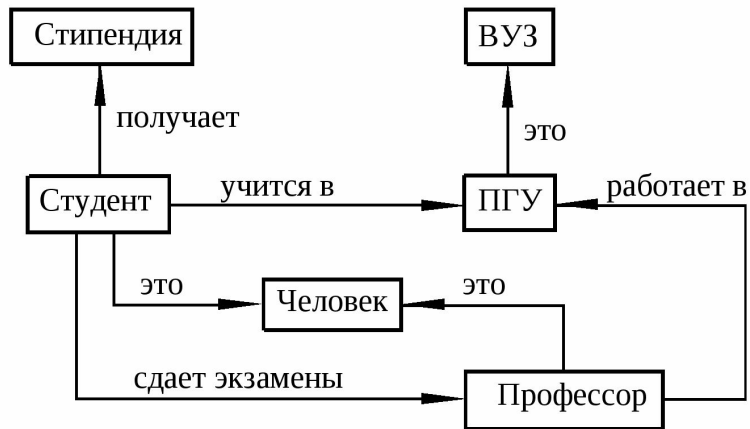 Стипендия
ВУЗ
получает
это
Студент
учится в
ПГУ
работает в
это
Человек
это
сдает экзамены
Профессор